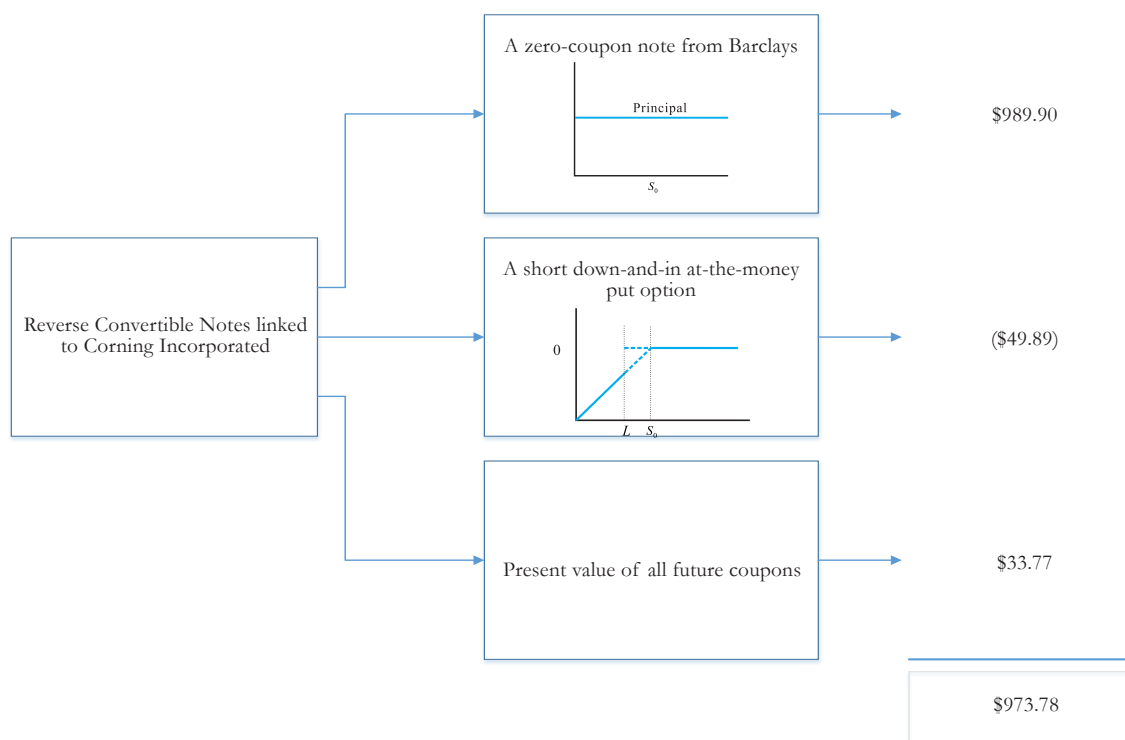 A zero-coupon note from Barclays
Principal
S₀
$989.90
Reverse Convertible Notes linked
to Corning Incorporated
A short down-and-in at-the-money
put option
0
L S₀
($49.89)
Present value of all future coupons
$33.77
$973.78